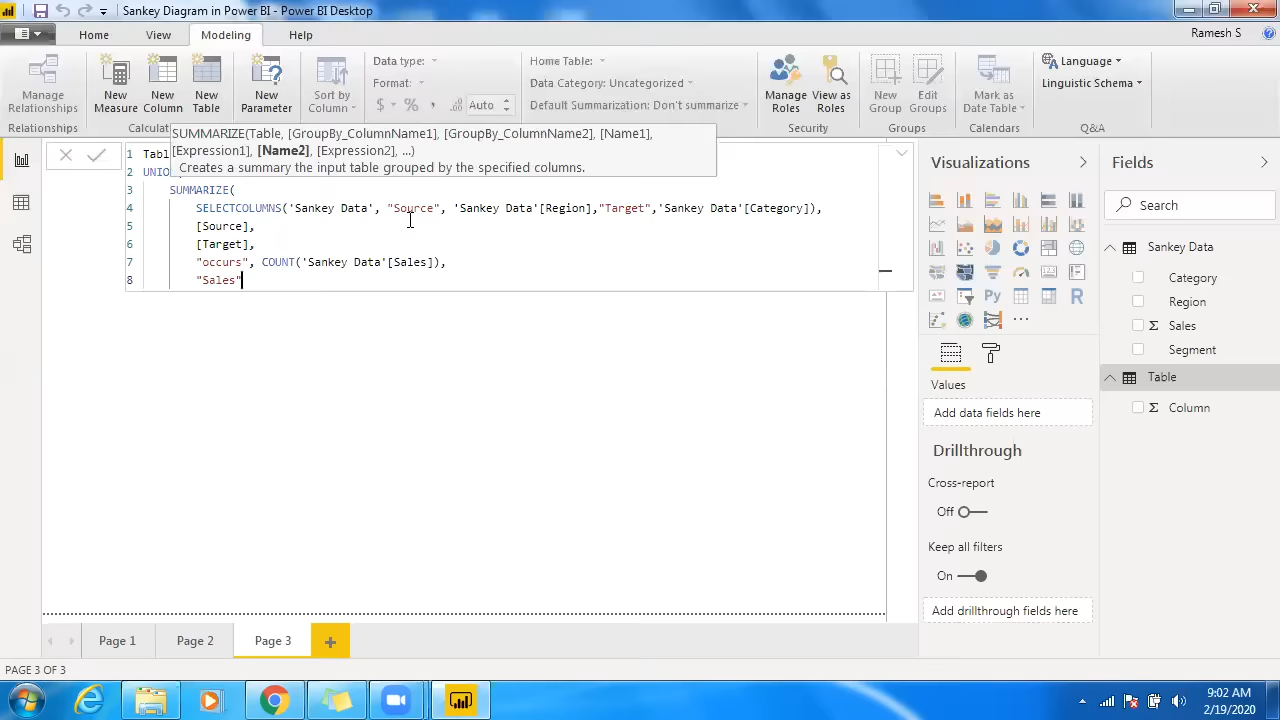 Sankey Diagram in Power BI - Power BI Desktop
Home View Modeling Help Ramesh S
Manage Relationships
Relationships
New Measure
New Column
New Table
Calculat
New Parameter
Sort by Column
Data type:
Format:
$ % , Auto
Home Table:
Data Category: Uncategorized
Default Summarization: Don't summarize
Manage Roles
View as Roles
Security
New Group
Edit Groups
Groups
Mark as Date Table
Calendars
Language
Linguistic Schema
Q&A
SUMMARIZE(Table, [GroupBy_ColumnName1], [GroupBy_ColumnName2], [Name1],
[Expression1], [Name2], [Expression2], ...)
Creates a summary the input table grouped by the specified columns.
1 Tabl
2 UNIO
3 SUMMARIZE(
4 SELECTCOLUMNS('Sankey Data', "Source", 'Sankey Data'[Region],"Target",'Sankey Data'[Category]),
5 [Source],
6 [Target],
7 "occurs", COUNT('Sankey Data'[Sales]),
8 "Sales"
Visualizations
Py R
Values
Add data fields here
Drillthrough
Cross-report
Off
Keep all filters
On
Add drillthrough fields here
Fields
Search
Sankey Data
Category
Region
Σ Sales
Segment
Table
Σ Column
Page 1 Page 2 Page 3 +
PAGE 3 OF 3
9:02 AM
2/19/2020